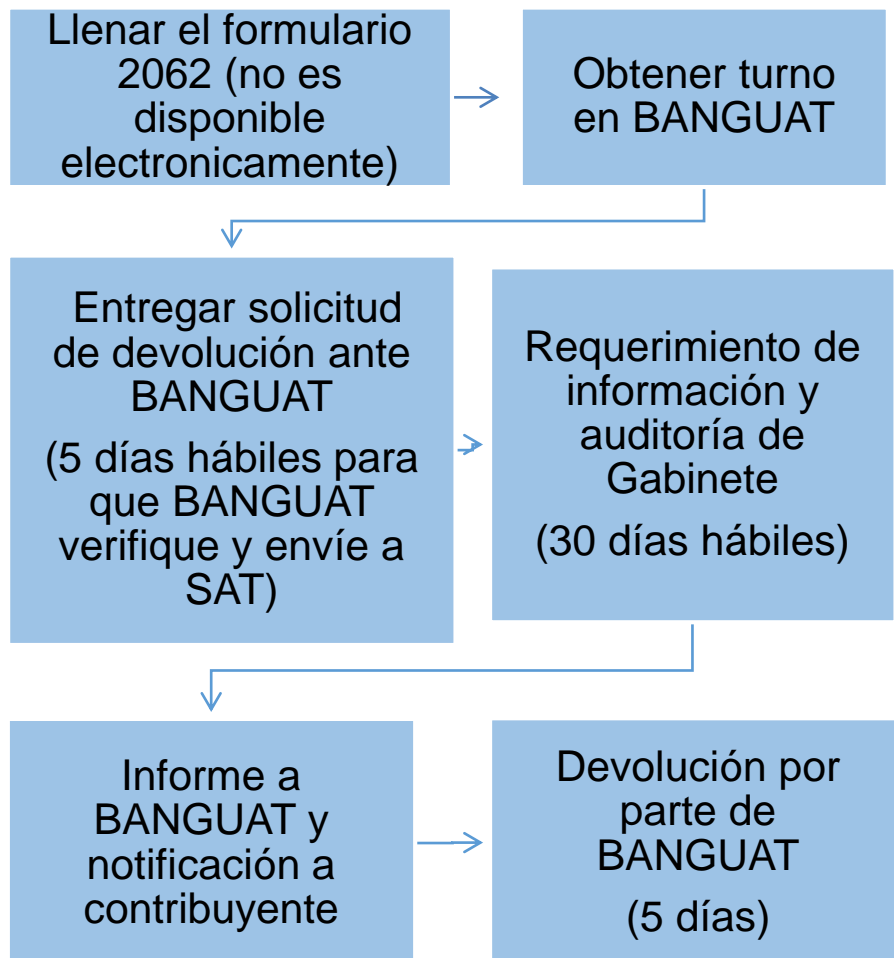 Llenar el formulario
2062 (no es
disponible
electronicamente)
Obtener turno
en BANGUAT
Entregar solicitud
de devolución ante
BANGUAT
(5 días hábiles para
que BANGUAT
verifique y envíe a
SAT)
Requerimiento de
información y
auditoría de
Gabinete
(30 días hábiles)
Informe a
BANGUAT y
notificación a
contribuyente
Devolución por
parte de
BANGUAT
(5 días)